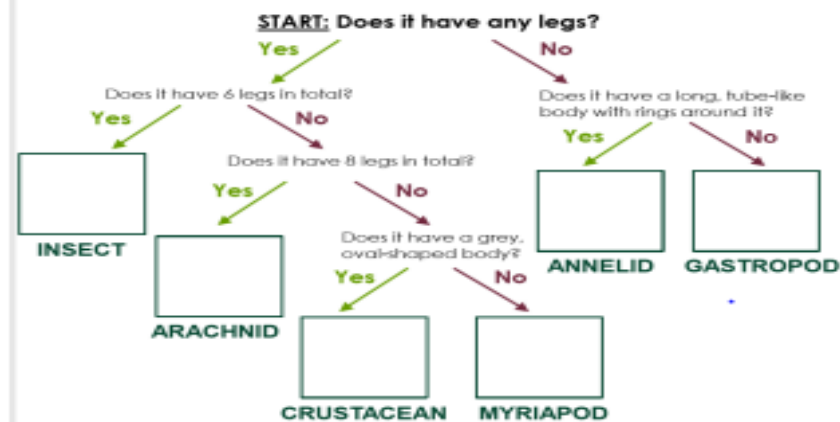 START: Does it have any legs?
Yes
No
Does it have 6 legs in total?
Does it have a long, tube-like
body with rings around it?
Yes
No
Yes
No
Does it have 8 legs in total?
Yes
No
INSECT
Does it have a grey,
oval-shaped body?
ANNELID
GASTROPOD
Yes
No
ARACHNID
CRUSTACEAN
MYRIAPOD